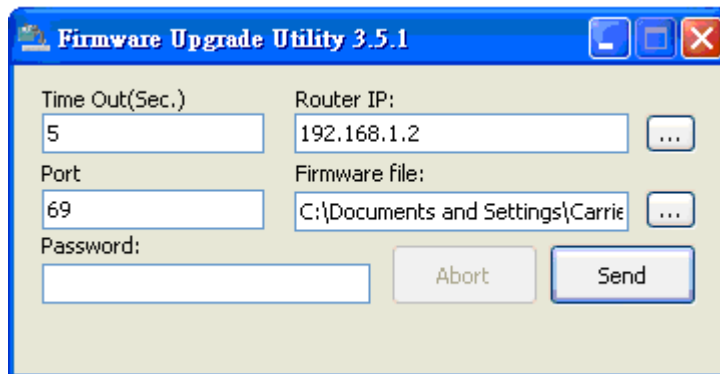 Firmware Upgrade Utility 3.5.1
Time Out(Sec.)
Router IP:
5
192.168.1.2
...
Port
Firmware file:
69
C:\Documents and Settings\Carrie
...
Password:
Abort
Send